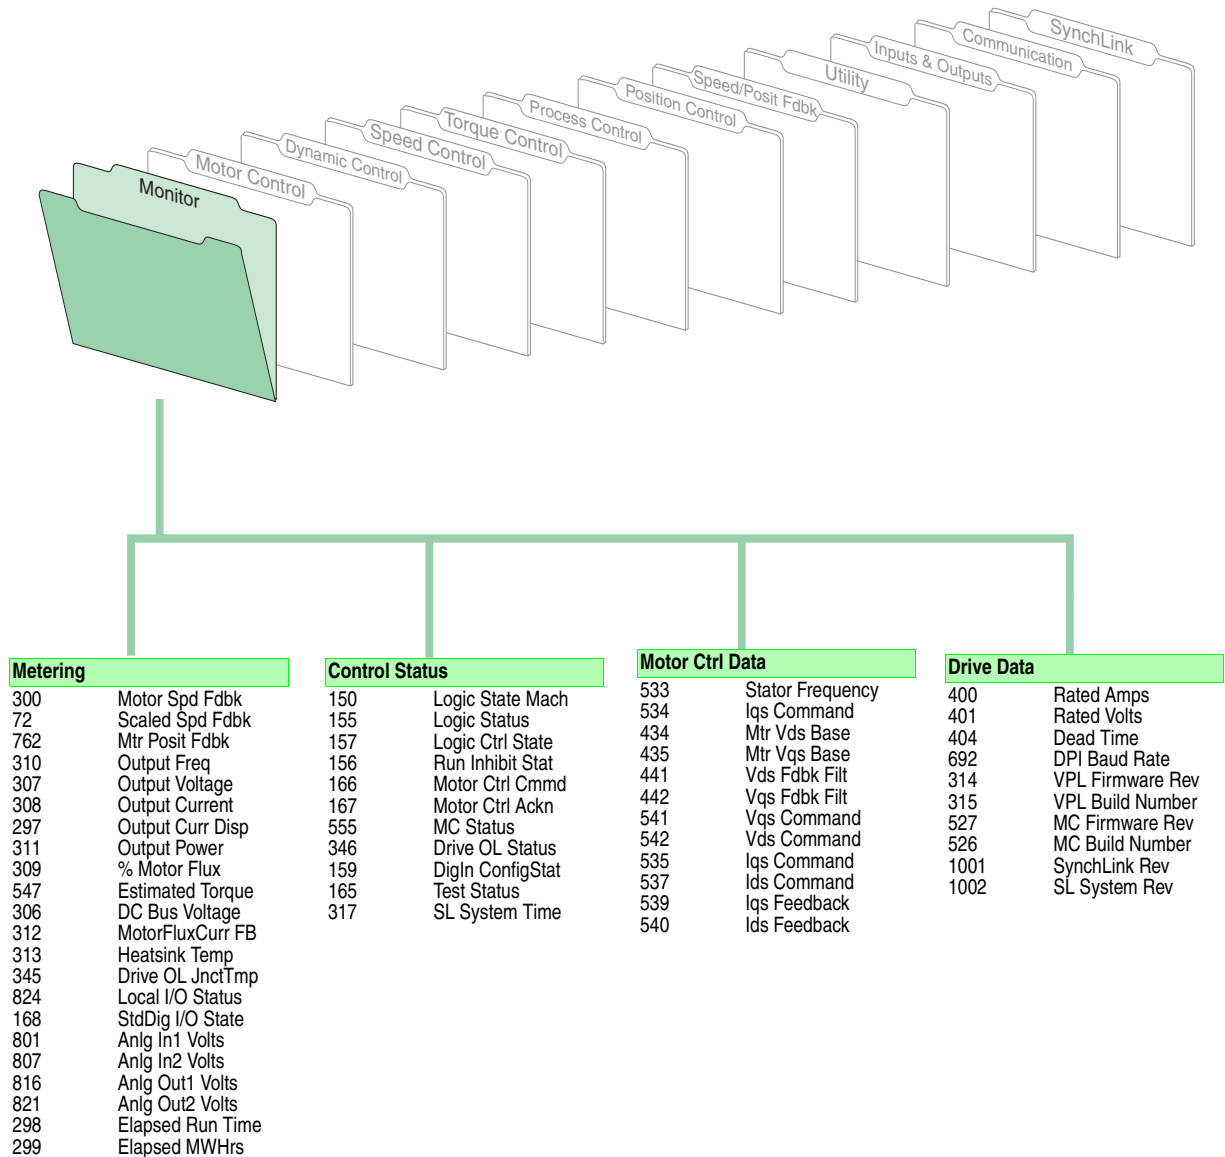 SynchLink
Communication
Inputs & Outputs
Utility
Speed/Posit Fdbk
Position Control
Process Control
Torque Control
Speed Control
Dynamic Control
Motor Control
Monitor
Metering
300 Motor Spd Fdbk
72 Scaled Spd Fdbk
762 Mtr Posit Fdbk
310 Output Freq
307 Output Voltage
308 Output Current
297 Output Curr Disp
311 Output Power
309 % Motor Flux
547 Estimated Torque
306 DC Bus Voltage
312 MotorFluxCurr FB
313 Heatsink Temp
345 Drive OL JnctTmp
824 Local I/O Status
168 StdDig I/O State
801 Anlg In1 Volts
807 Anlg In2 Volts
816 Anlg Out1 Volts
821 Anlg Out2 Volts
298 Elapsed Run Time
299 Elapsed MWHrs
Control Status
150 Logic State Mach
155 Logic Status
157 Logic Ctrl State
156 Run Inhibit Stat
166 Motor Ctrl Cmmd
167 Motor Ctrl Ackn
555 MC Status
346 Drive OL Status
159 DigIn ConfigStat
165 Test Status
317 SL System Time
Motor Ctrl Data
533 Stator Frequency
534 Iqs Command
434 Mtr Vds Base
435 Mtr Vqs Base
441 Vds Fdbk Filt
442 Vqs Fdbk Filt
541 Vqs Command
542 Vds Command
535 Iqs Command
537 Ids Command
539 Iqs Feedback
540 Ids Feedback
Drive Data
400 Rated Amps
401 Rated Volts
404 Dead Time
692 DPI Baud Rate
314 VPL Firmware Rev
315 VPL Build Number
527 MC Firmware Rev
526 MC Build Number
1001 SynchLink Rev
1002 SL System Rev